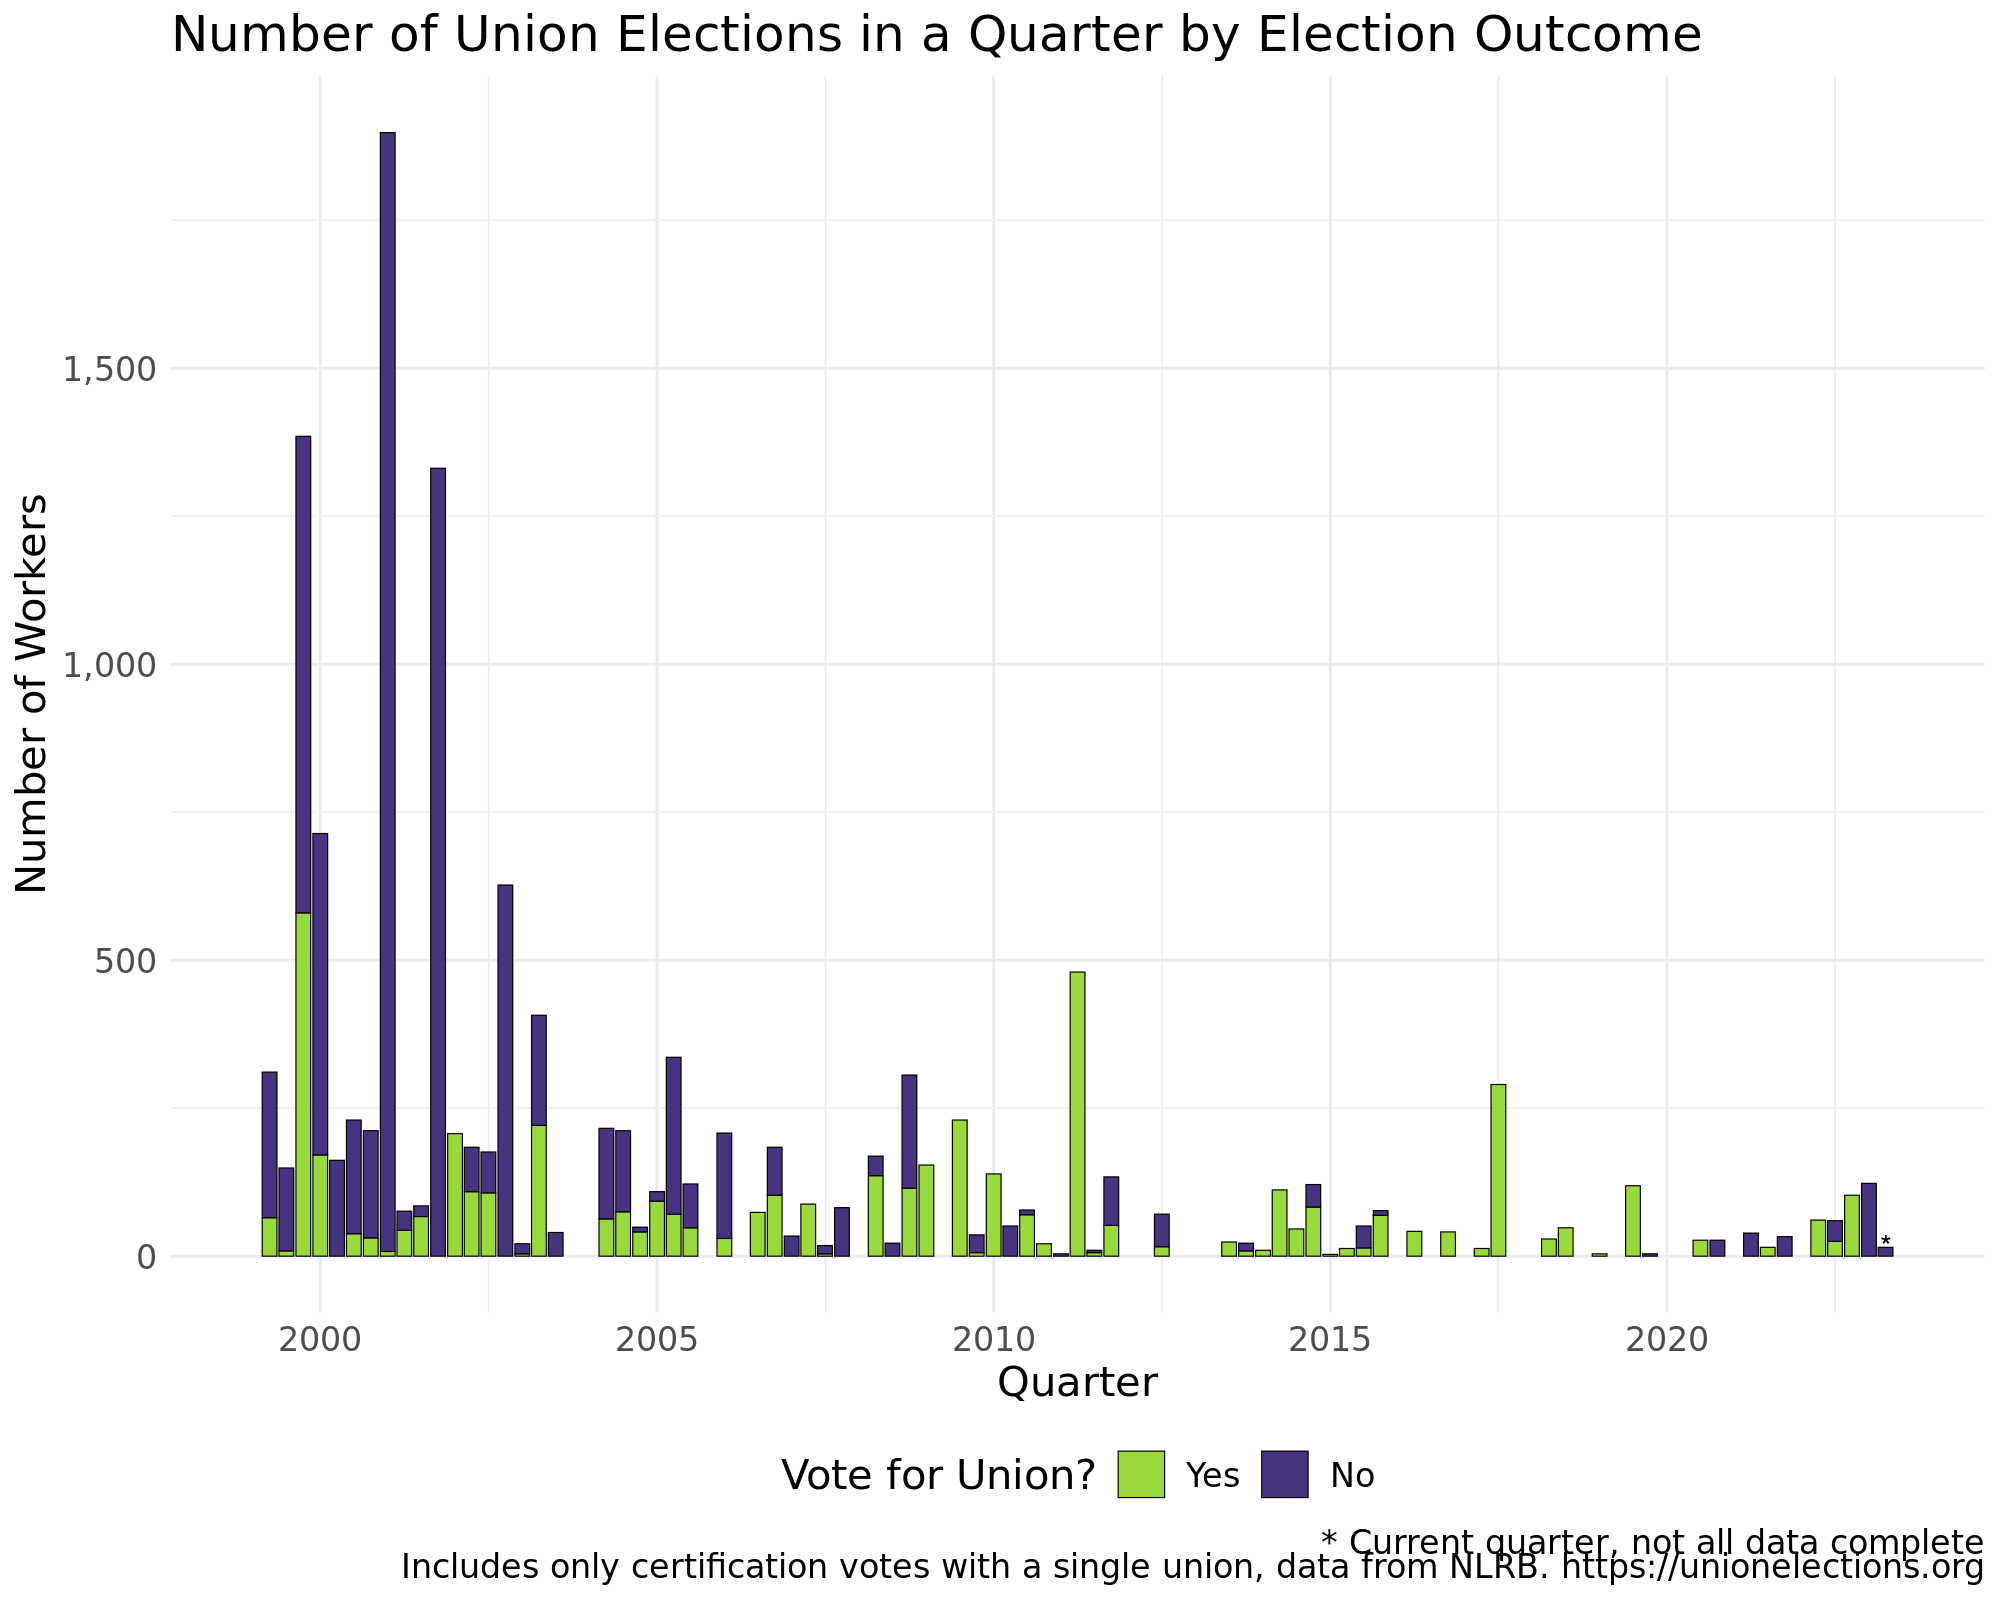 Number of Union Elections in a Quarter by Election Outcome
Number of Workers
1,500
1,000
500
0
*
2000 2005 2010 2015 2020
Quarter
Vote for Union? Yes No
* Current quarter, not all data complete
Includes only certification votes with a single union, data from NLRB. https://unionelections.org